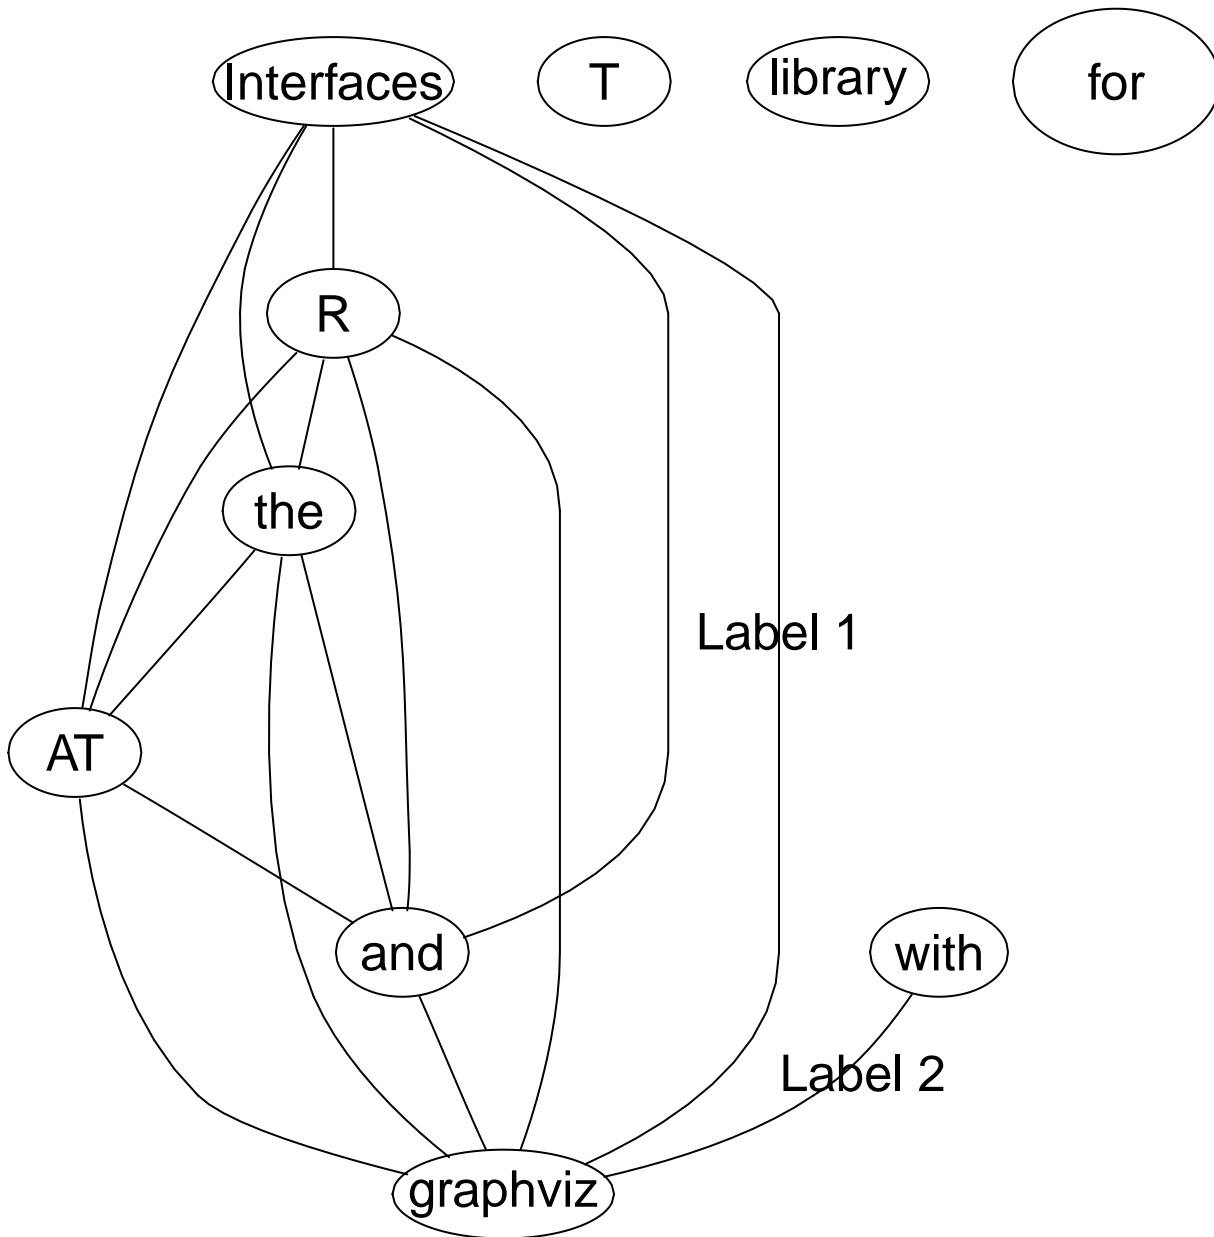 Interfaces T library for
R
the
Label 1
AT
and with
Label 2
graphviz